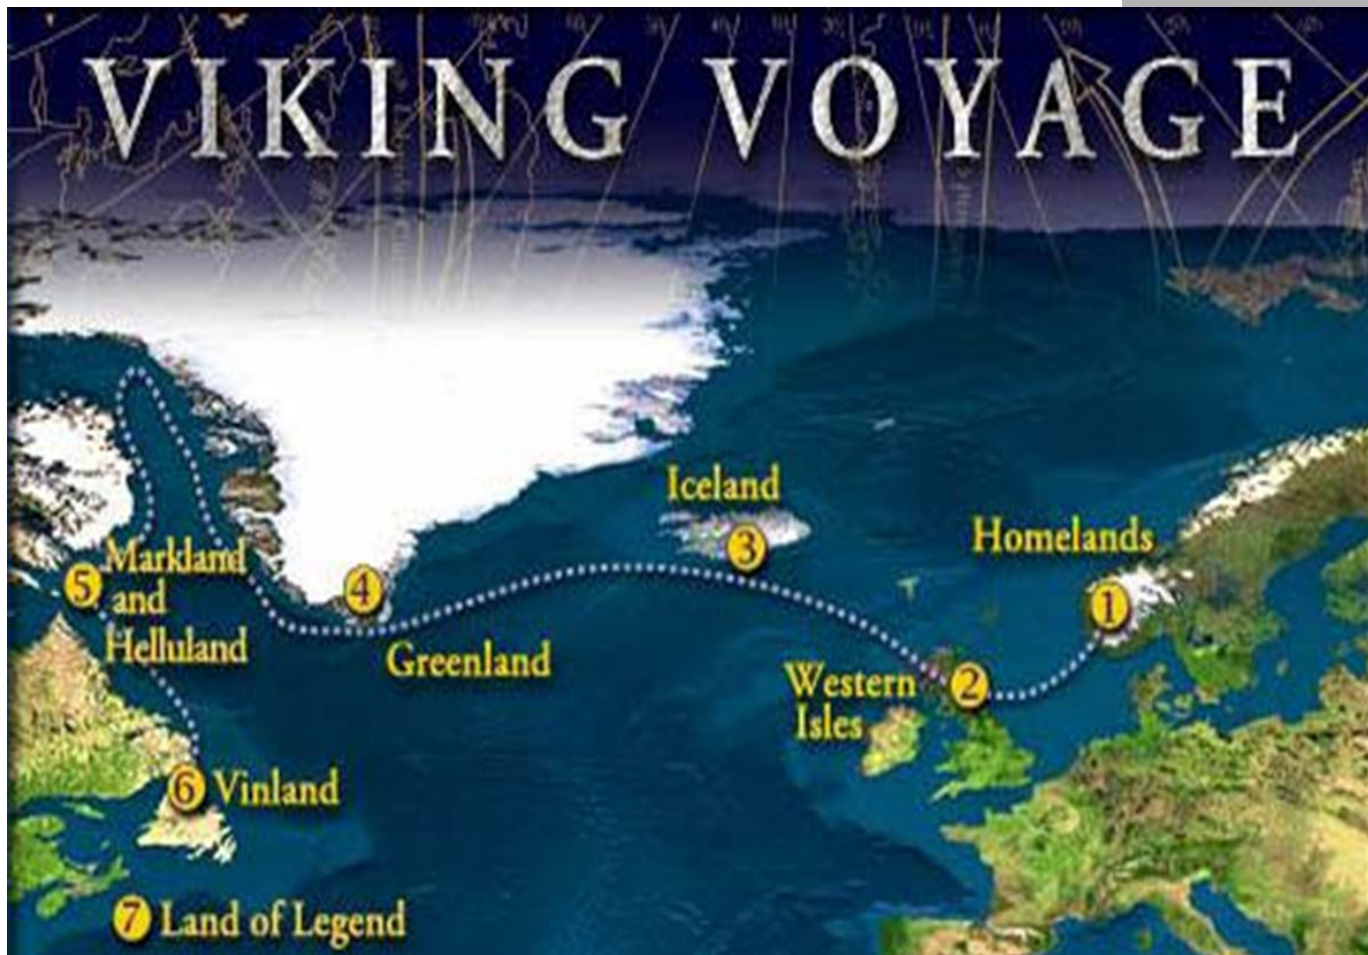 VIKING VOYAGE
Iceland
3
Homelands
1
Markland
5 and
Helluland
4
Greenland
Western
2
Isles
6 Vinland
7 Land of Legend